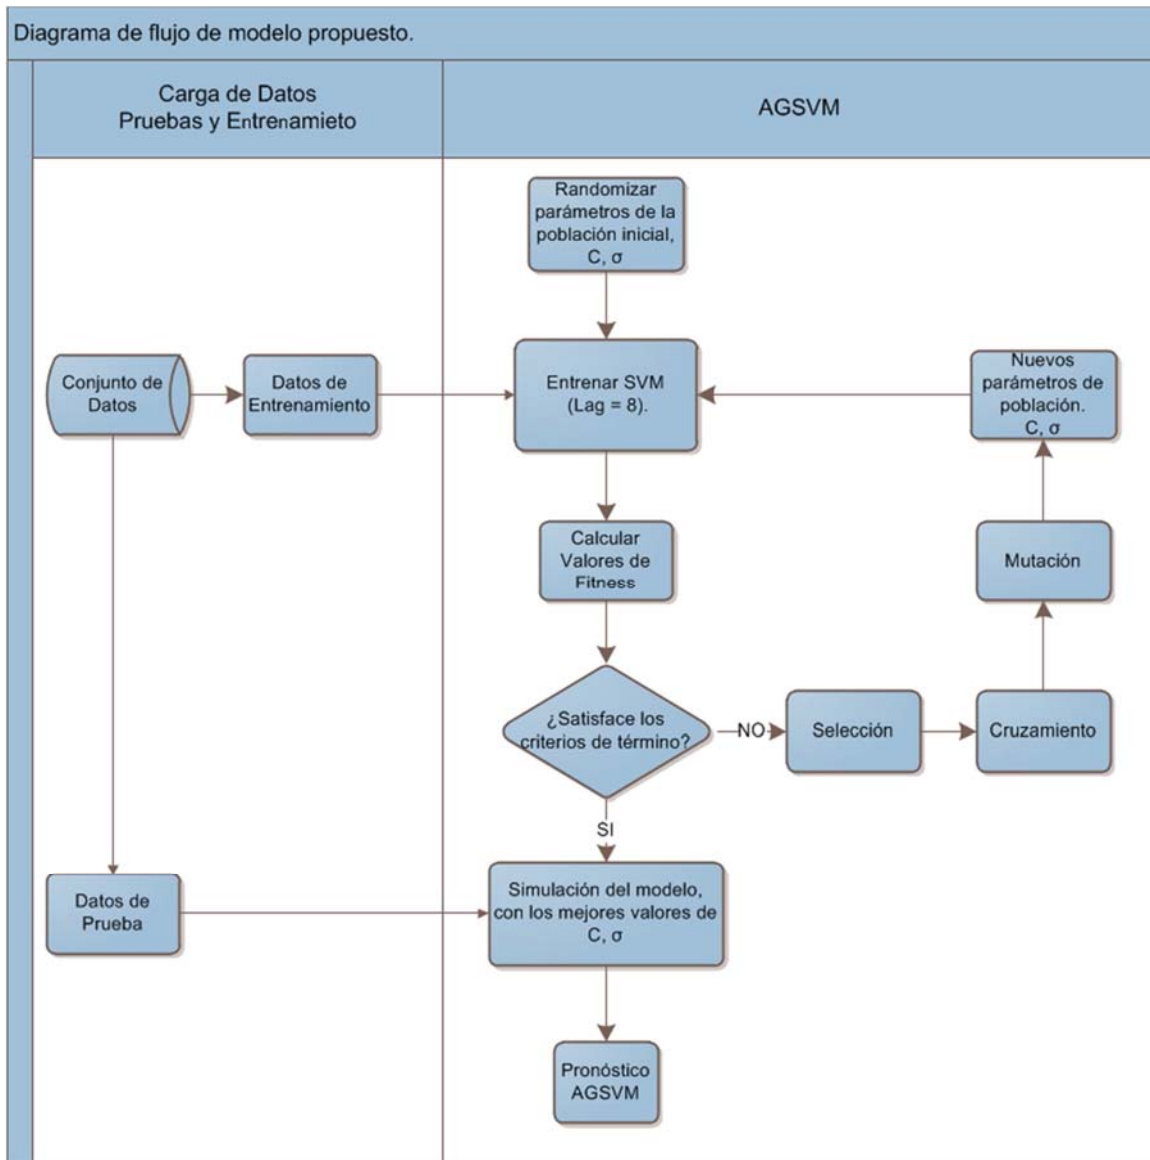 Diagrama de flujo de modelo propuesto.
Carga de Datos
Pruebas y Entrenamieto
AGSVM
Randomizar
parámetros de la
población inicial,
C, σ
Conjunto de
Datos
Datos de
Entrenamiento
Entrenar SVM
(Lag = 8).
Nuevos
parámetros de
población.
C, σ
Calcular
Valores de
Fitness
Mutación
¿Satisface los
criterios de término?
NO
Selección
Cruzamiento
SI
Datos de
Prueba
Simulación del modelo,
con los mejores valores de
C, σ
Pronóstico
AGSVM